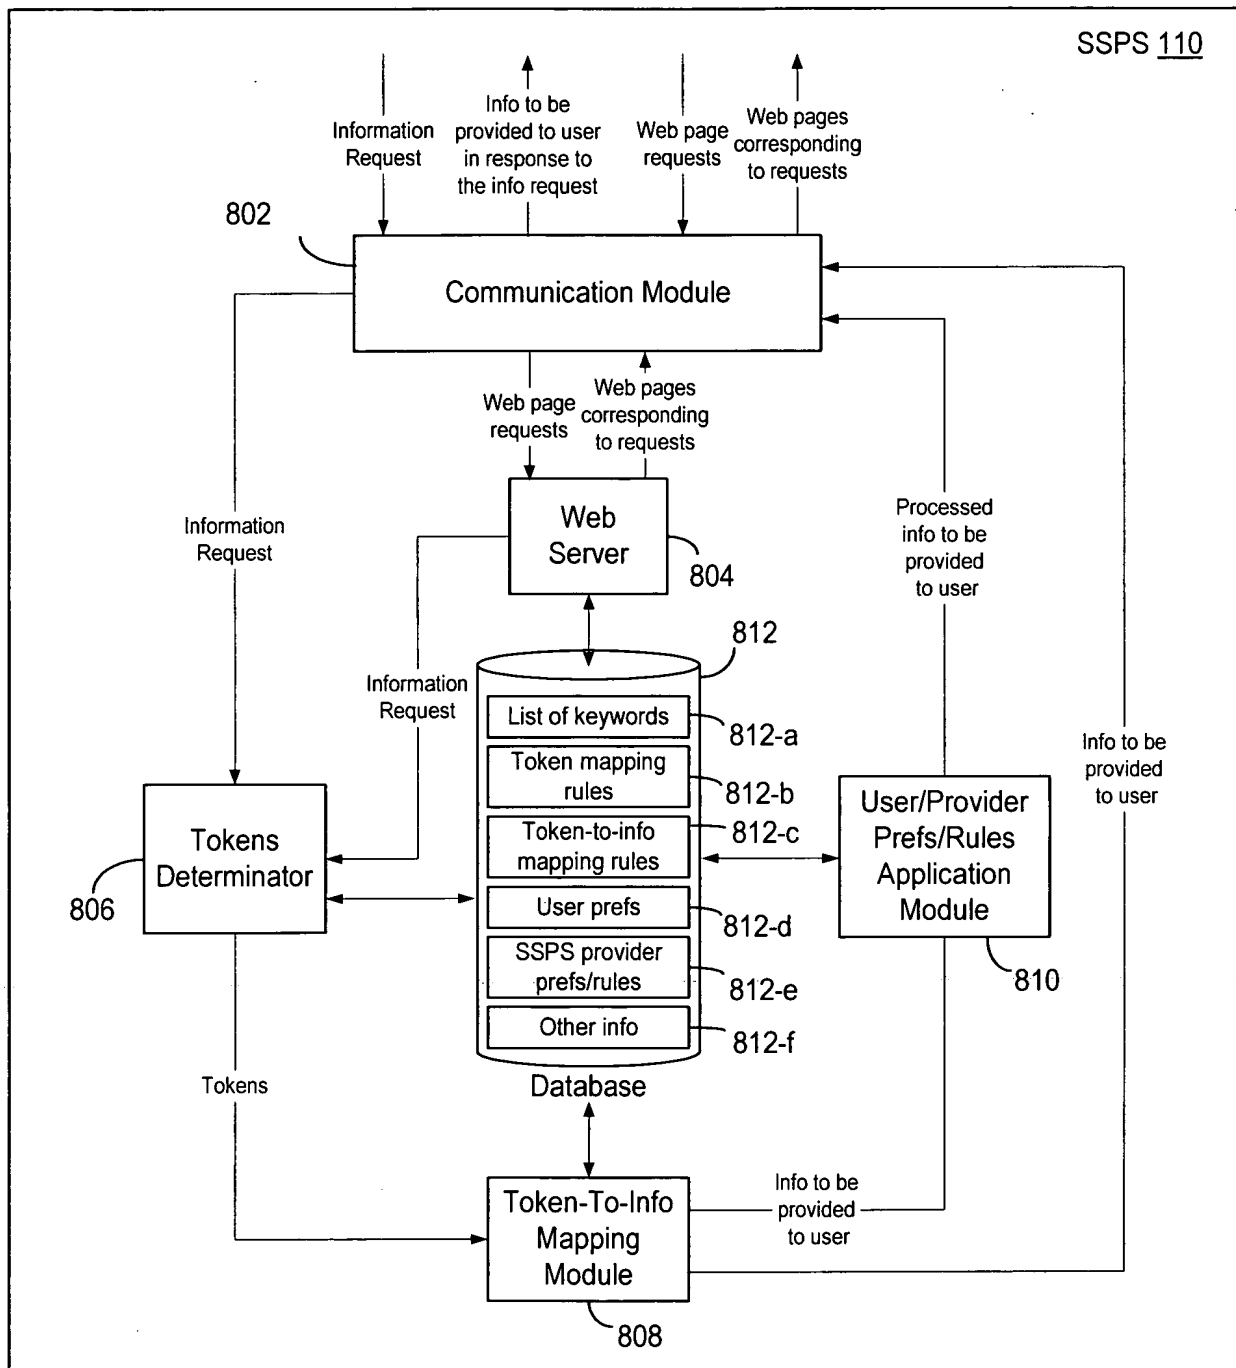 SSPS 110
Information
Request
Info to be
provided to user
in response to
the info request
Web page
requests
Web pages
corresponding
to requests
802
Communication Module
Web page
requests
Web pages
corresponding
to requests
Information
Request
Web
Server
804
Processed
info to be
provided
to user
Information
Request
812
List of keywords
812-a
Token mapping
rules
812-b
Token-to-info
mapping rules
812-c
User prefs
812-d
SSPS provider
prefs/rules
812-e
Other info
812-f
Database
Info to be
provided
to user
Tokens
Determinator
806
User/Provider
Prefs/Rules
Application
Module
810
Tokens
Token-To-Info
Mapping
Module
808
Info to be
provided
to user